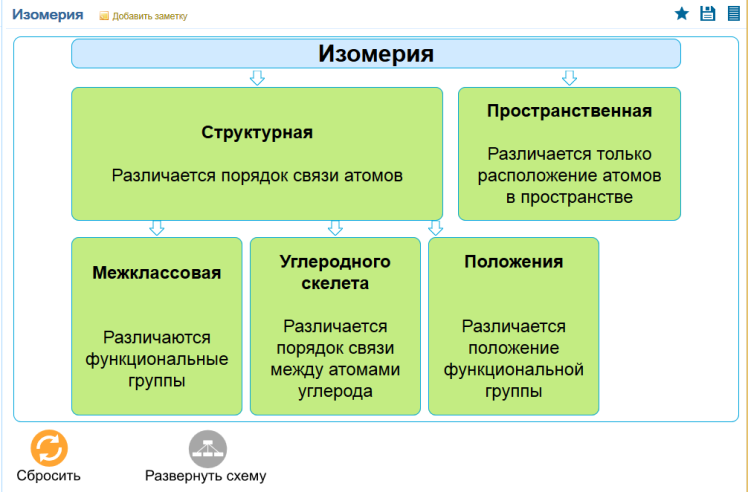 Изомерия
Добавить заметку
Изомерия
Структурная
Различается порядок связи атомов
Пространственная
Различается только
расположение атомов
в пространстве
Межклассовая
Различаются
функциональные
группы
Углеродного
скелета
Различается
порядок связи
между атомами
углерода
Положения
Различается
положение
функциональной
группы
Сбросить
Развернуть схему